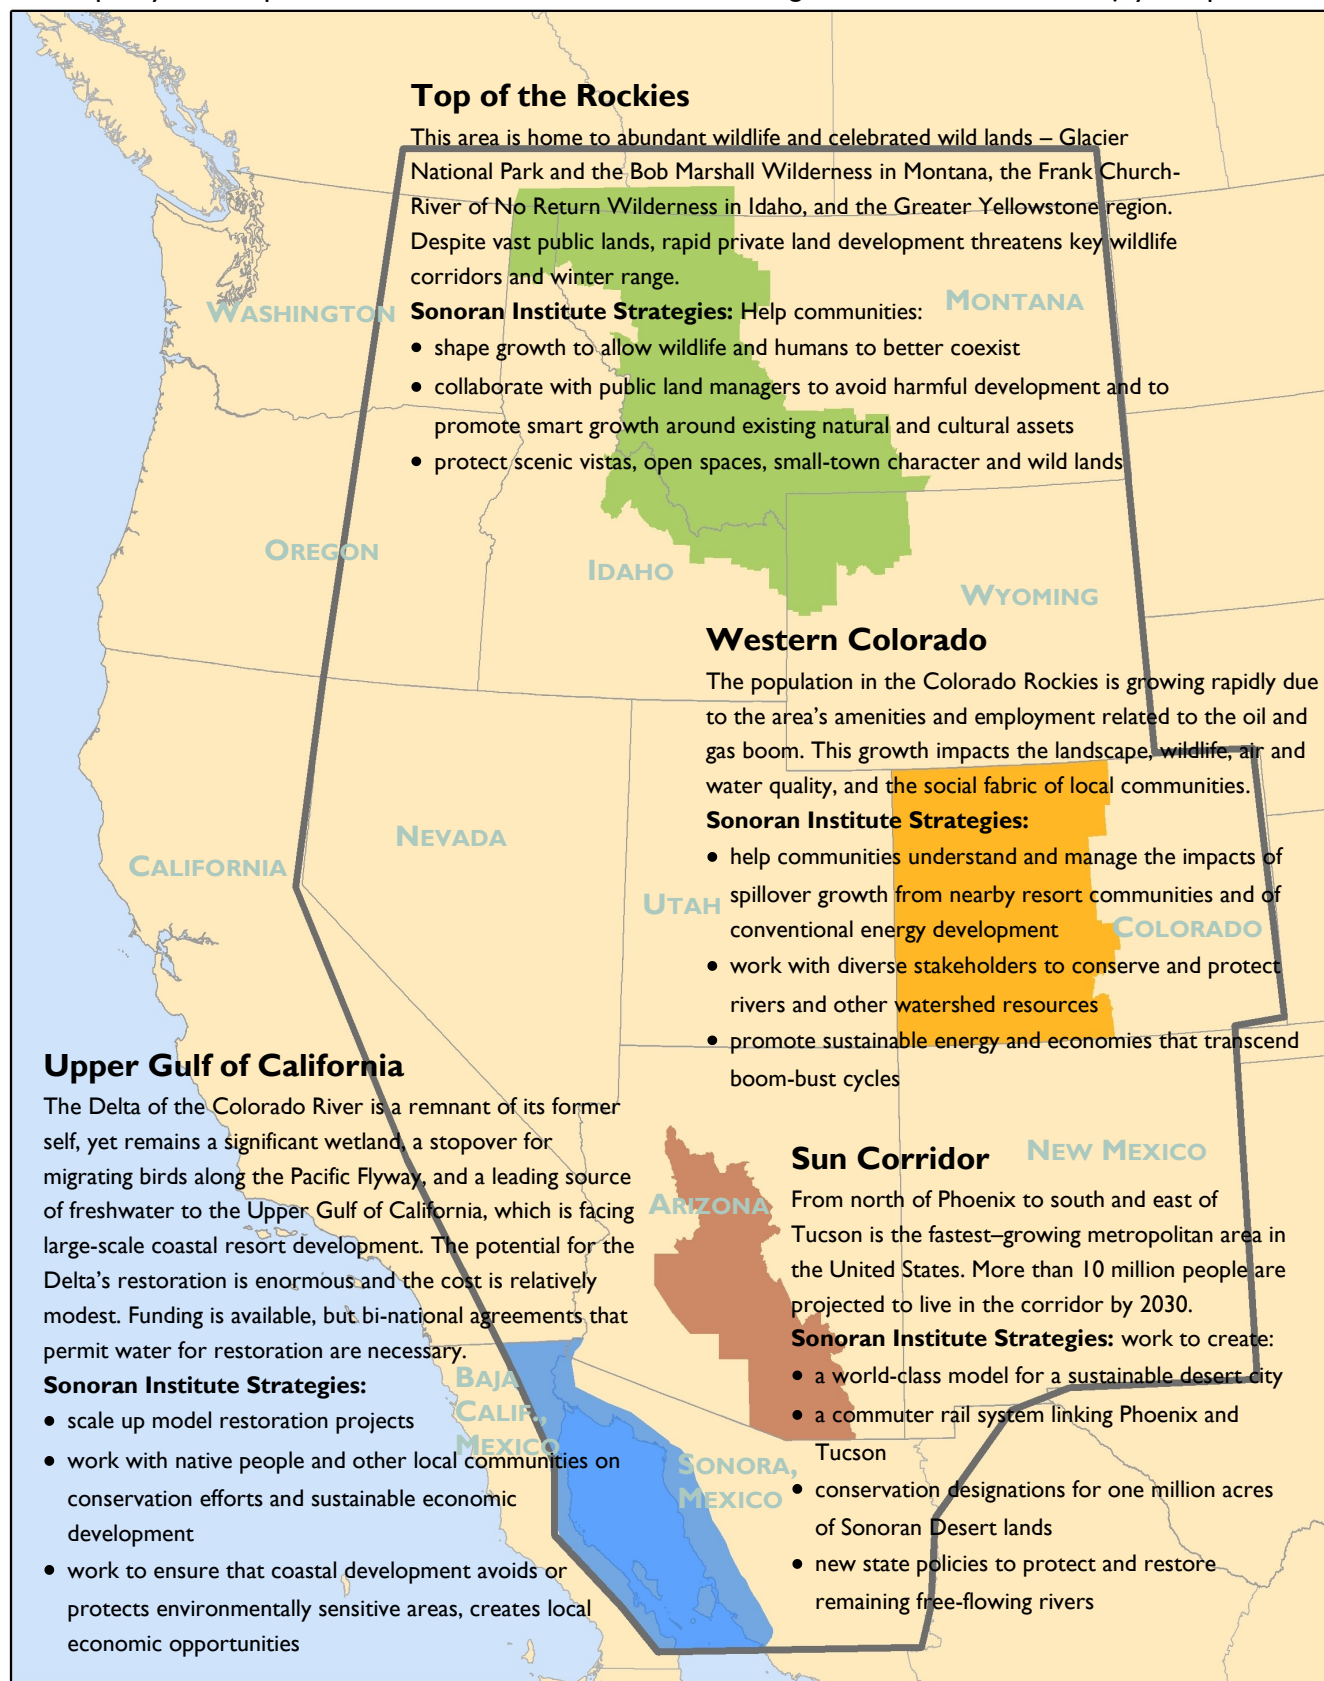 Top of the Rockies
This area is home to abundant wildlife and celebrated wild lands – Glacier
National Park and the Bob Marshall Wilderness in Montana, the Frank Church-
River of No Return Wilderness in Idaho, and the Greater Yellowstone region.
Despite vast public lands, rapid private land development threatens key wildlife
corridors and winter range.
Sonoran Institute Strategies: Help communities:
• shape growth to allow wildlife and humans to better coexist
• collaborate with public land managers to avoid harmful development and to
promote smart growth around existing natural and cultural assets
• protect scenic vistas, open spaces, small-town character and wild lands
WASHINGTON
MONTANA
OREGON
IDAHO
WYOMING
Western Colorado
The population in the Colorado Rockies is growing rapidly due
to the area's amenities and employment related to the oil and
gas boom. This growth impacts the landscape, wildlife, air and
water quality, and the social fabric of local communities.
Sonoran Institute Strategies:
• help communities understand and manage the impacts of
spillover growth from nearby resort communities and of
conventional energy development
• work with diverse stakeholders to conserve and protect
rivers and other watershed resources
• promote sustainable energy and economies that transcend
boom-bust cycles
NEVADA
CALIFORNIA
UTAH
COLORADO
Upper Gulf of California
The Delta of the Colorado River is a remnant of its former
self, yet remains a significant wetland, a stopover for
migrating birds along the Pacific Flyway, and a leading source
of freshwater to the Upper Gulf of California, which is facing
large-scale coastal resort development. The potential for the
Delta's restoration is enormous and the cost is relatively
modest. Funding is available, but bi-national agreements that
permit water for restoration are necessary.
Sonoran Institute Strategies:
• scale up model restoration projects
• work with native people and other local communities on
conservation efforts and sustainable economic
development
• work to ensure that coastal development avoids or
protects environmentally sensitive areas, creates local
economic opportunities
ARIZONA
NEW MEXICO
BAJA
CALIF.,
MEXICO
SONORA,
MEXICO
Sun Corridor
From north of Phoenix to south and east of
Tucson is the fastest–growing metropolitan area in
the United States. More than 10 million people are
projected to live in the corridor by 2030.
Sonoran Institute Strategies: work to create:
• a world-class model for a sustainable desert city
• a commuter rail system linking Phoenix and
Tucson
• conservation designations for one million acres
of Sonoran Desert lands
• new state policies to protect and restore
remaining free-flowing rivers